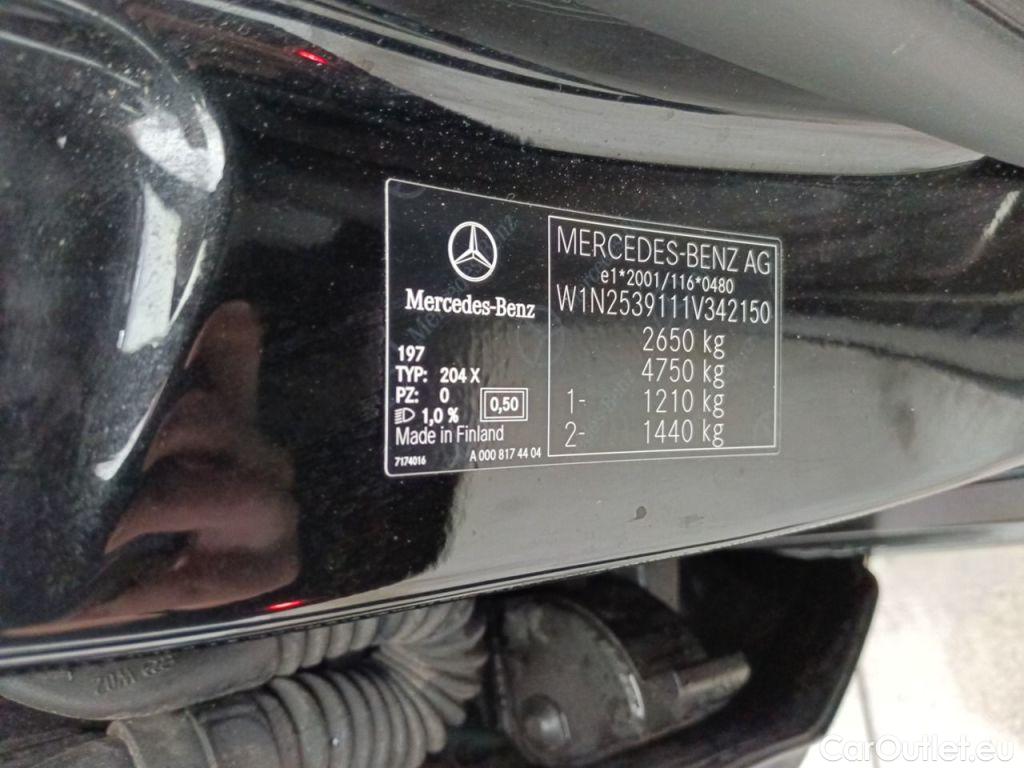 Mercedes-Benz
197
TYP: 204 X
PZ: 0
1,0 %
0,50
Made in Finland
7174016
A 000 817 44 04
MERCEDES-BENZ AG
e1*2001/116*0480
W1N2539111V342150
2650 kg
4750 kg
1- 1210 kg
2- 1440 kg
CarOutlet.eu